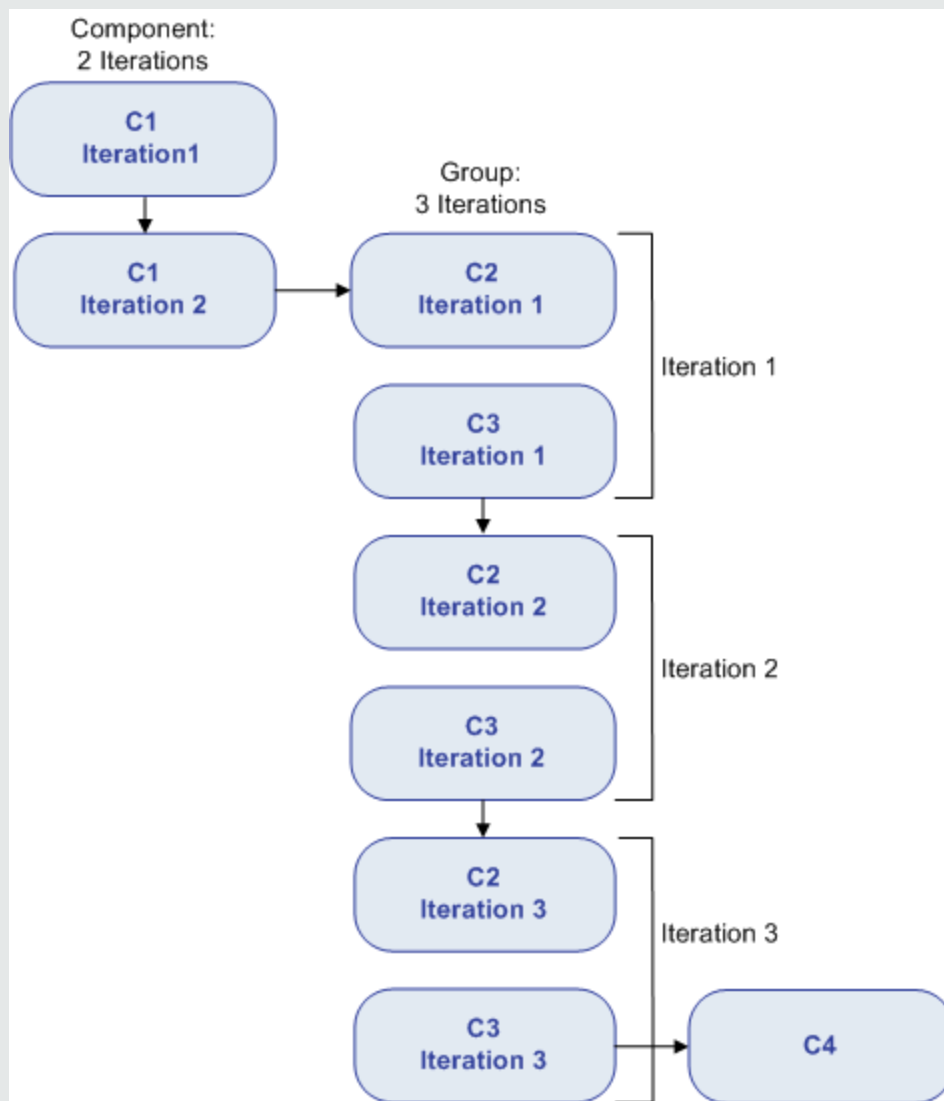 Component:
2 Iterations
C1
Iteration1
Group:
3 Iterations
C1
Iteration 2
C2
Iteration 1
Iteration 1
C3
Iteration 1
C2
Iteration 2
Iteration 2
C3
Iteration 2
C2
Iteration 3
Iteration 3
C3
Iteration 3
C4